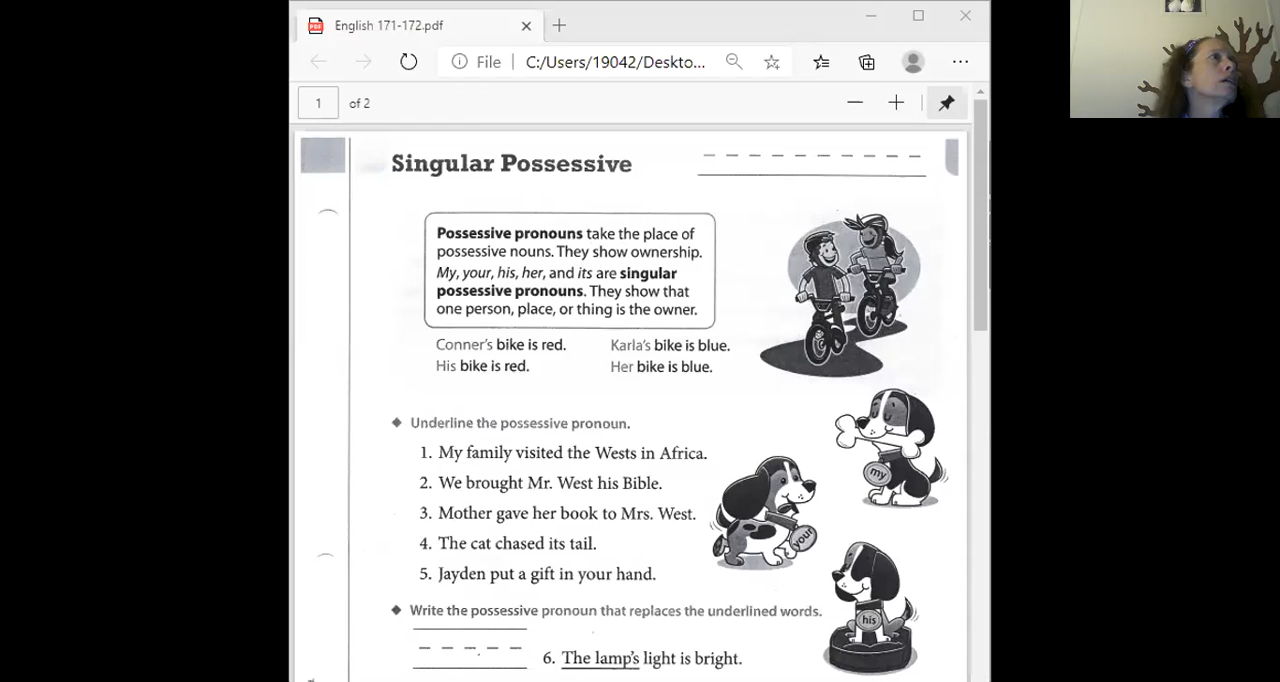 English 171-172.pdf
File C:/Users/19042/Deskto...
1 of 2
Singular Possessive
Possessive pronouns take the place of
possessive nouns. They show ownership.
My, your, his, her, and its are singular
possessive pronouns. They show that
one person, place, or thing is the owner.
Conner's bike is red. Karla's bike is blue.
His bike is red. Her bike is blue.
Underline the possessive pronoun.
1. My family visited the Wests in Africa.
2. We brought Mr. West his Bible.
3. Mother gave her book to Mrs. West.
4. The cat chased its tail.
5. Jayden put a gift in your hand.
my
your
his
Write the possessive pronoun that replaces the underlined words.
6. The lamp's light is bright.